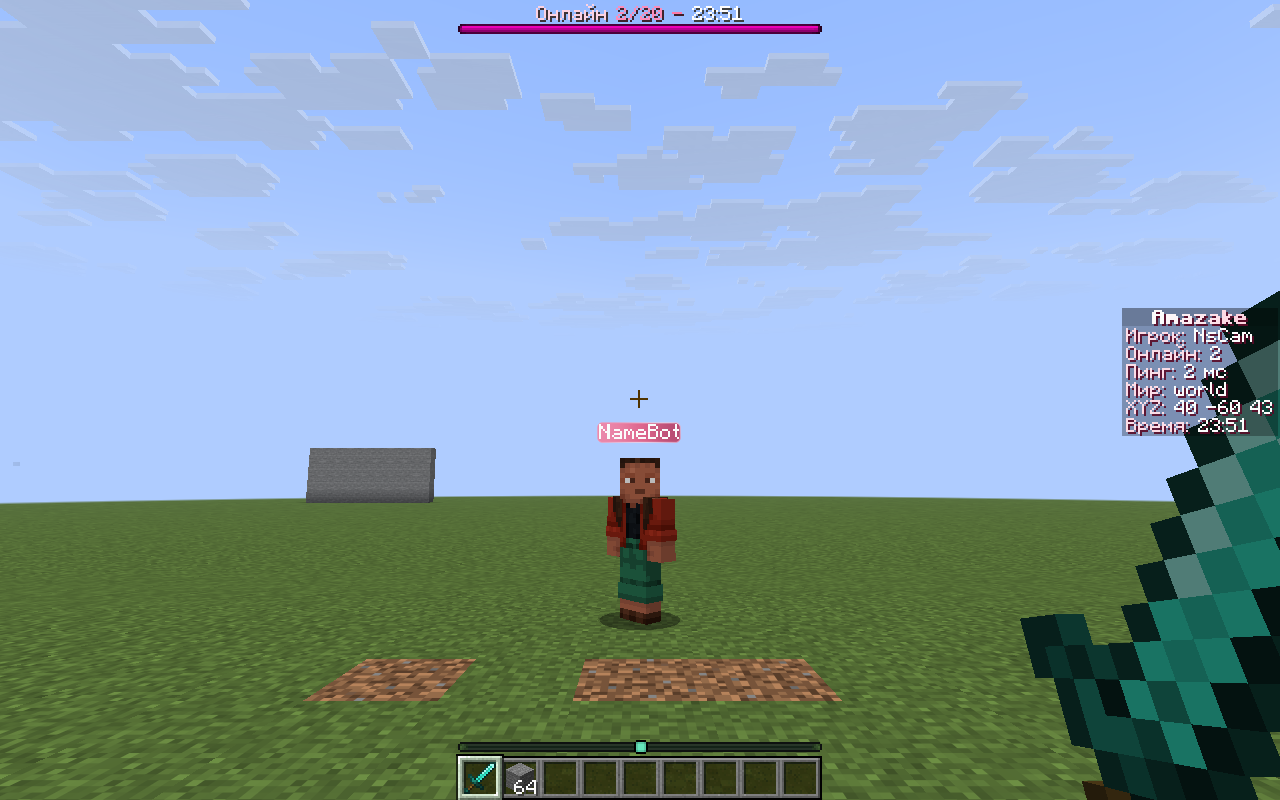 Онлайн 2/20 - 23:51
Amazake
Игрок: NsCam
Онлайн: 2
Пинг: 2 мс
Мир: world
XYZ: 40 -60 43
Время: 23:51
NameBot
64